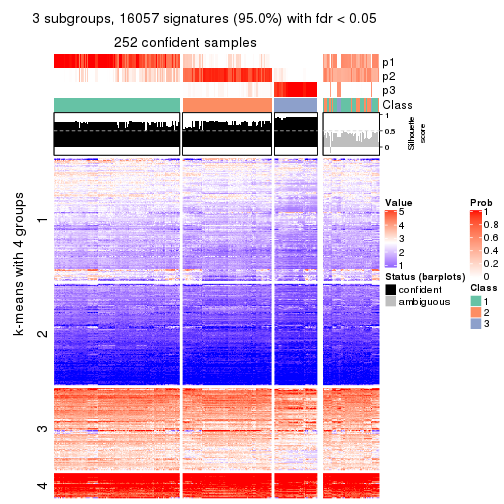 3 subgroups, 16057 signatures (95.0%) with fdr < 0.05
252 confident samples
p1
p2
p3
Class
1
0.5
0
Silhouette
score
k-means with 4 groups
1
2
3
4
Value
5
4
3
2
1
Status (barplots)
confident
ambiguous
Prob
1
0.8
0.6
0.4
0.2
0
Class
1
2
3